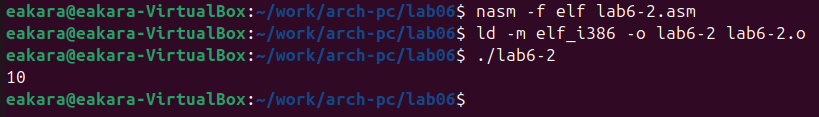 eakara@eakara-VirtualBox:~/work/arch-pc/lab06$ nasm -f elf lab6-2.asm
eakara@eakara-VirtualBox:~/work/arch-pc/lab06$ ld -m elf_i386 -o lab6-2 lab6-2.o
eakara@eakara-VirtualBox:~/work/arch-pc/lab06$ ./lab6-2
10
eakara@eakara-VirtualBox:~/work/arch-pc/lab06$